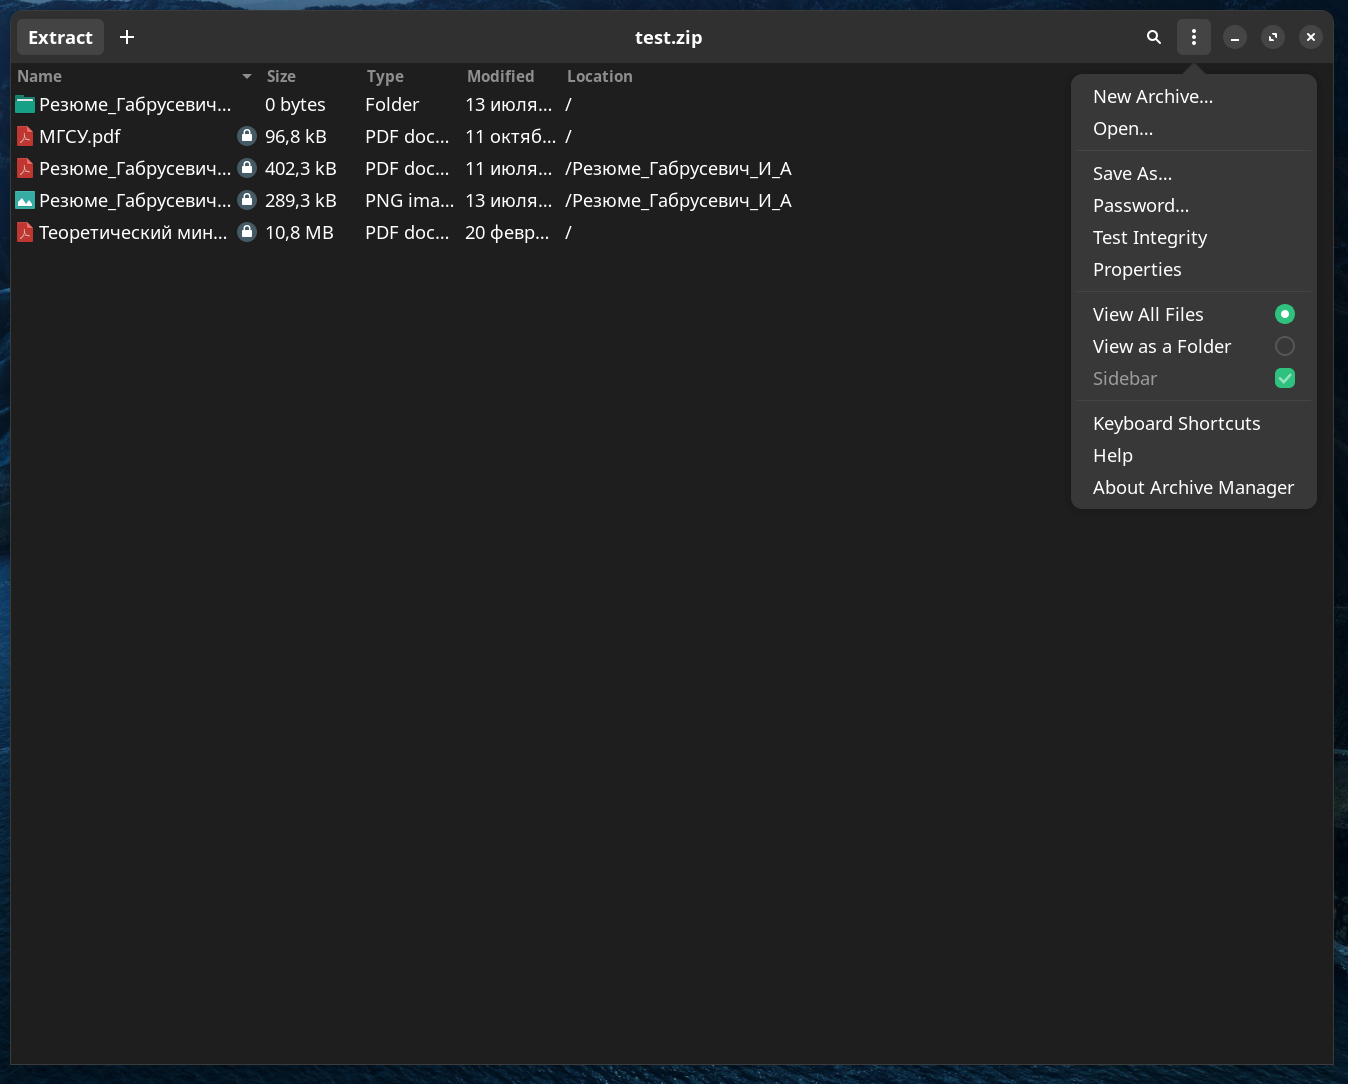 Extract + test.zip
Name Size Type Modified Location
Резюме_Габрусевич... 0 bytes Folder 13 июля... /
МГСУ.pdf 96,8 kB PDF doc... 11 октяб... /
Резюме_Габрусевич... 402,3 kB PDF doc... 11 июля... /Резюме_Габрусевич_И_А
Резюме_Габрусевич... 289,3 kB PNG ima... 13 июля... /Резюме_Габрусевич_И_А
Теоретический мин... 10,8 MB PDF doc... 20 февр... /
New Archive...
Open...
Save As...
Password...
Test Integrity
Properties
View All Files
View as a Folder
Sidebar
Keyboard Shortcuts
Help
About Archive Manager